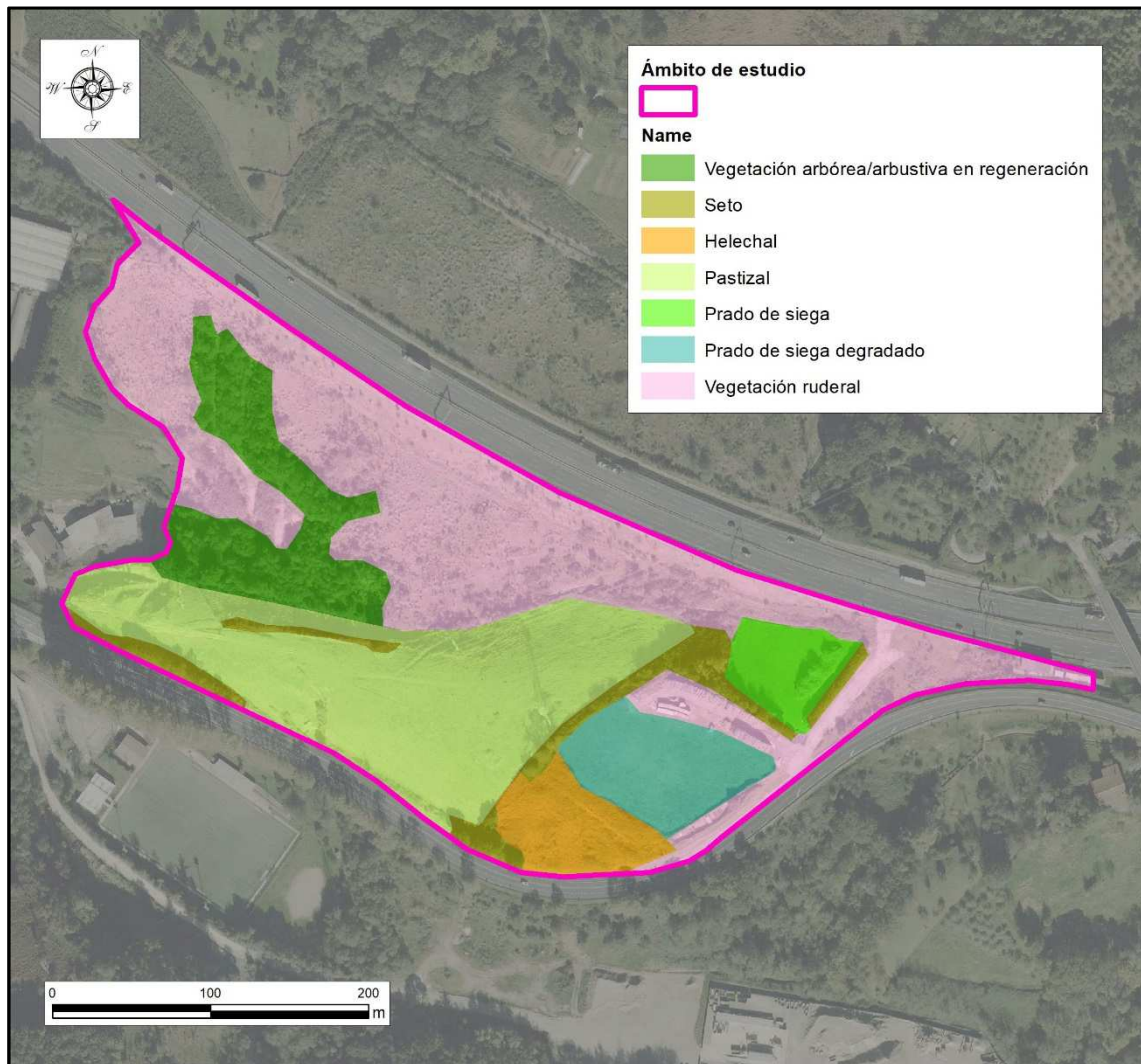 N
W
E
S
Ámbito de estudio
Name
Vegetación arbórea/arbustiva en regeneración
Seto
Helechal
Pastizal
Prado de siega
Prado de siega degradado
Vegetación ruderal
0 100 200
m